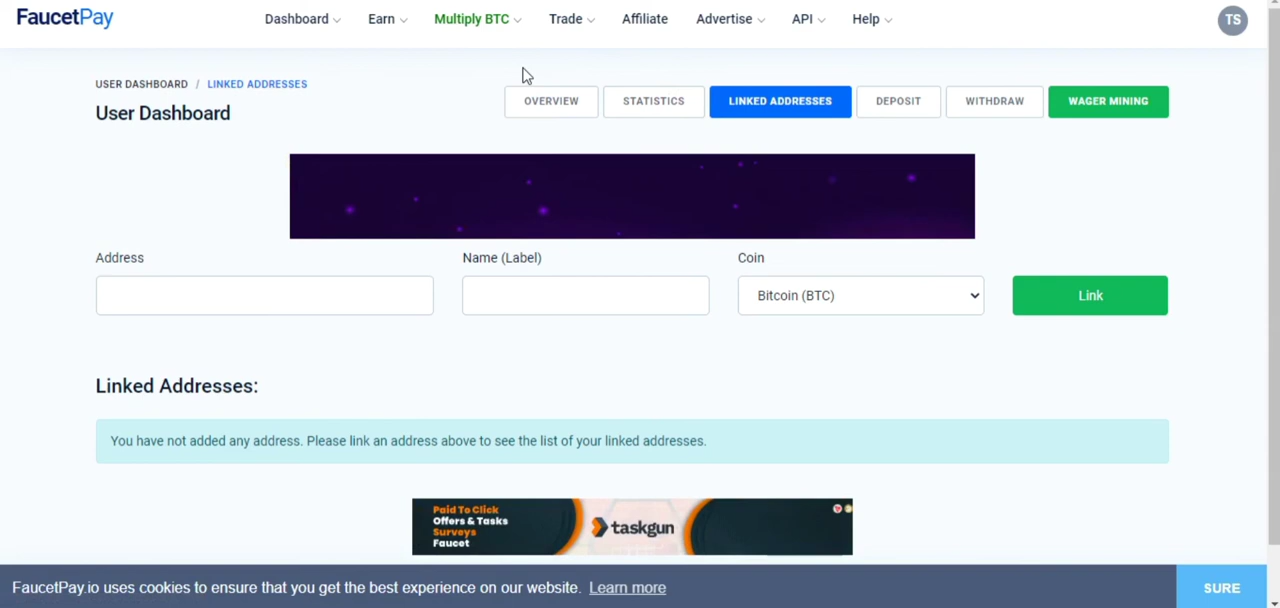 FaucetPay
Dashboard Earn Multiply BTC Trade Affiliate Advertise API Help TS
USER DASHBOARD / LINKED ADDRESSES
User Dashboard
OVERVIEW STATISTICS LINKED ADDRESSES DEPOSIT WITHDRAW WAGER MINING
Address Name (Label) Coin
Bitcoin (BTC) Link
Linked Addresses:
You have not added any address. Please link an address above to see the list of your linked addresses.
Paid To Click
Offers & Tasks
Surveys
Faucet
taskgun
FaucetPay.io uses cookies to ensure that you get the best experience on our website. Learn more SURE